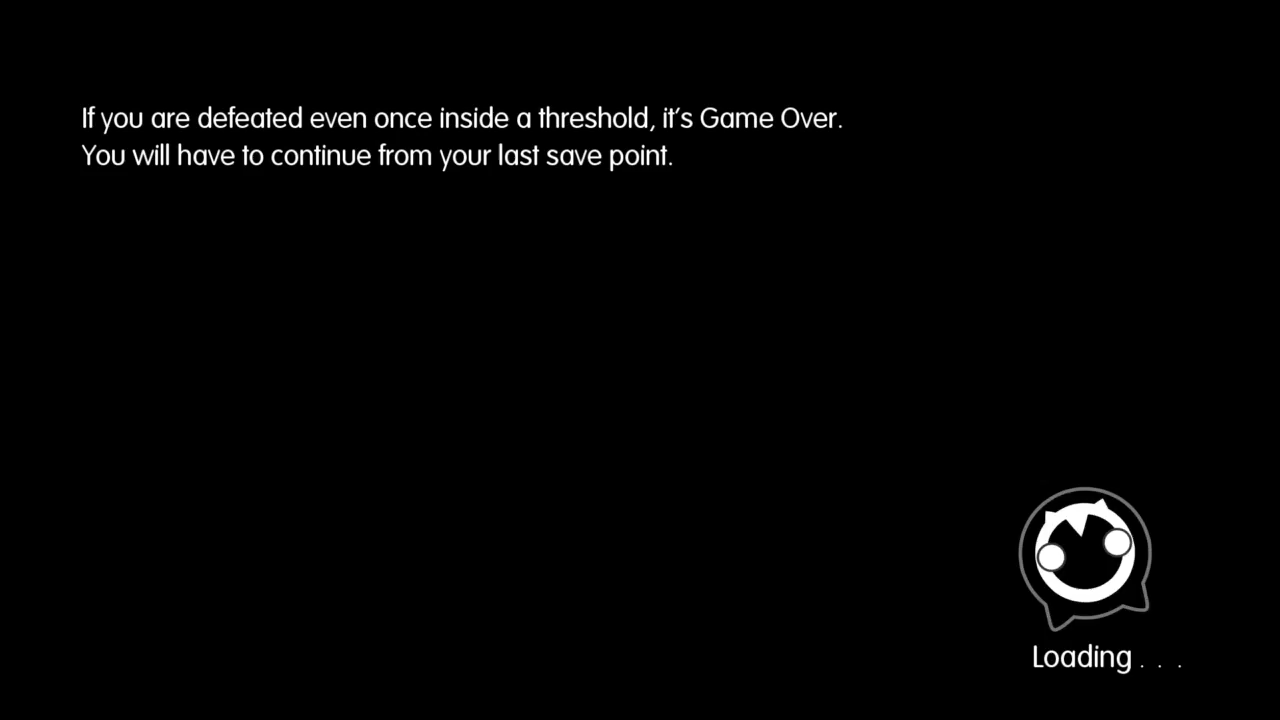 If you are defeated even once inside a threshold, it's Game Over.
You will have to continue from your last save point.
Loading . . .